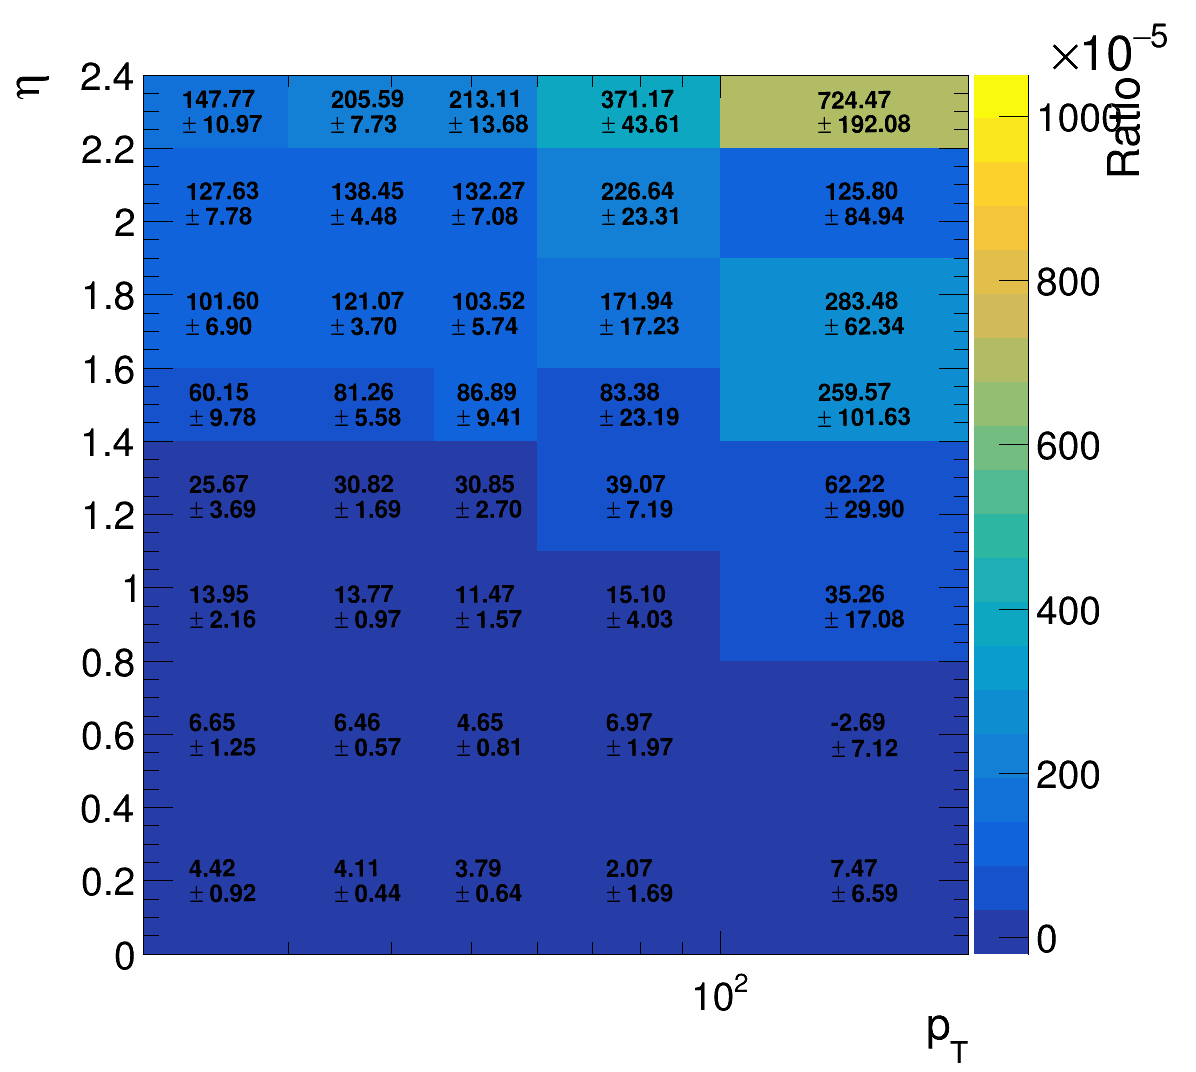 ×10⁻⁵
η
Ratio
2.4
2.2
2
1.8
1.6
1.4
1.2
1
0.8
0.6
0.4
0.2
0
147.77 205.59 213.11 371.17 724.47
± 10.97 ± 7.73 ± 13.68 ± 43.61 ± 192.08
127.63 138.45 132.27 226.64 125.80
± 7.78 ± 4.48 ± 7.08 ± 23.31 ± 84.94
101.60 121.07 103.52 171.94 283.48
± 6.90 ± 3.70 ± 5.74 ± 17.23 ± 62.34
60.15 81.26 86.89 83.38 259.57
± 9.78 ± 5.58 ± 9.41 ± 23.19 ± 101.63
25.67 30.82 30.85 39.07 62.22
± 3.69 ± 1.69 ± 2.70 ± 7.19 ± 29.90
13.95 13.77 11.47 15.10 35.26
± 2.16 ± 0.97 ± 1.57 ± 4.03 ± 17.08
6.65 6.46 4.65 6.97 -2.69
± 1.25 ± 0.57 ± 0.81 ± 1.97 ± 7.12
4.42 4.11 3.79 2.07 7.47
± 0.92 ± 0.44 ± 0.64 ± 1.69 ± 6.59
1000
800
600
400
200
0
10²
p_T